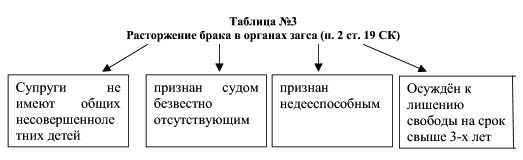 Таблица №3
Расторжение брака в органах загса (п. 2 ст. 19 СК)
Супруги не
имеют общих
несовершенноле
тних детей
признан судом
безвестно
отсутствующим
признан
недееспособным
Осуждён к
лишению
свободы на срок
свыше 3-х лет